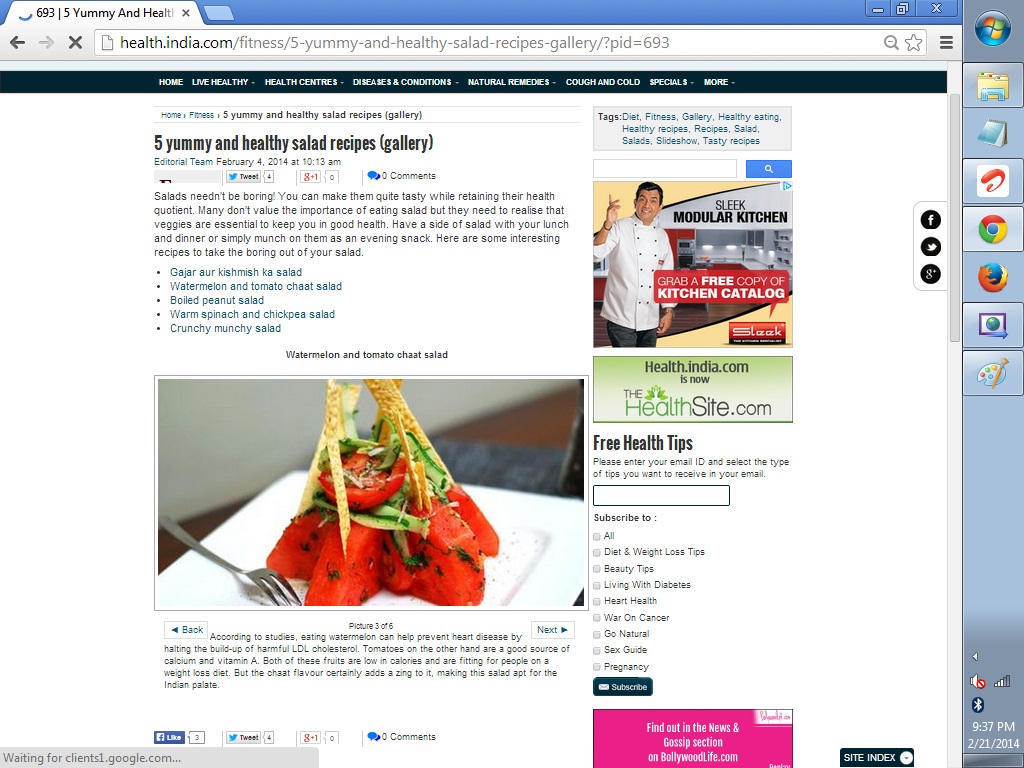 693 | 5 Yummy And Healt
health.india.com/fitness/5-yummy-and-healthy-salad-recipes-gallery/?pid=693
HOME LIVE HEALTHY HEALTH CENTRES DISEASES & CONDITIONS NATURAL REMEDIES COUGH AND COLD SPECIALS MORE
Home › Fitness › 5 yummy and healthy salad recipes (gallery)
5 yummy and healthy salad recipes (gallery)
Editorial Team February 4, 2014 at 10:13 am
Tweet 4 g+1 0 0 Comments
Salads needn't be boring! You can make them quite tasty while retaining their health
quotient. Many don't value the importance of eating salad but they need to realise that
veggies are essential to keep you in good health. Have a side of salad with your lunch
and dinner or simply munch on them as an evening snack. Here are some interesting
recipes to take the boring out of your salad.
• Gajar aur kishmish ka salad
• Watermelon and tomato chaat salad
• Boiled peanut salad
• Warm spinach and chickpea salad
• Crunchy munchy salad
Watermelon and tomato chaat salad
◄ Back Picture 3 of 6 Next ►
According to studies, eating watermelon can help prevent heart disease by
halting the build-up of harmful LDL cholesterol. Tomatoes on the other hand are a good source of
calcium and vitamin A. Both of these fruits are low in calories and are fitting for people on a
weight loss diet. But the chaat flavour certainly adds a zing to it, making this salad apt for the
Indian palate.
Like 3 Tweet 4 g+1 0 0 Comments
Waiting for clients1.google.com...
Tags:Diet, Fitness, Gallery, Healthy eating,
Healthy recipes, Recipes, Salad,
Salads, Slideshow, Tasty recipes
SLEEK
MODULAR KITCHEN
GRAB A FREE COPY OF
KITCHEN CATALOG
Sleek
THE KITCHEN SPECIALIST
Health.india.com
is now
THE
HealthSite.com
Free Health Tips
Please enter your email ID and select the type
of tips you want to receive in your email.
Subscribe to :
All
Diet & Weight Loss Tips
Beauty Tips
Living With Diabetes
Heart Health
War On Cancer
Go Natural
Sex Guide
Pregnancy
Subscribe
Bollywoodlife.com
Find out in the News &
Gossip section
on BollywoodLife.com
SITE INDEX
9:37 PM
2/21/2014